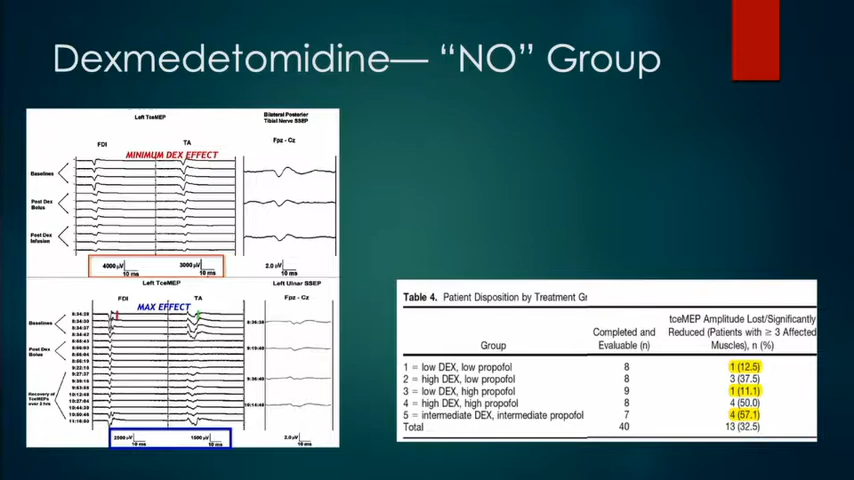 Dexmedetomidine— “NO” Group
Left TceMEP
Bilateral Posterior
Tibial Nerve SSEP
FDI
TA
Fpz - Cz
MINIMUM DEX EFFECT
Baselines
Post Dex
Bolus
Post Dex
Infusion
4000 µV
10 ms
3000 µV
10 ms
2.0 µV
10 ms
Left TcMEP
Left Ulnar SSEP
FDI
TA
Fpz - Cz
MAX EFFECT
Baselines
Post Dex
Bolus
Recovery of
TceMEPs
over 2 hrs
2500 µV
10 ms
1500 µV
10 ms
2.0 µV
10 ms
Table 4. Patient Disposition by Treatment Gr
Group
Completed and
Evaluable (n)
tceMEP Amplitude Lost/Significantly
Reduced (Patients with ≥ 3 Affected
Muscles), n (%)
1 = low DEX, low propofol 8 1 (12.5)
2 = high DEX, low propofol 8 3 (37.5)
3 = low DEX, high propofol 9 1 (11.1)
4 = high DEX, high propofol 8 4 (50.0)
5 = intermediate DEX, intermediate propofol 7 4 (57.1)
Total 40 13 (32.5)